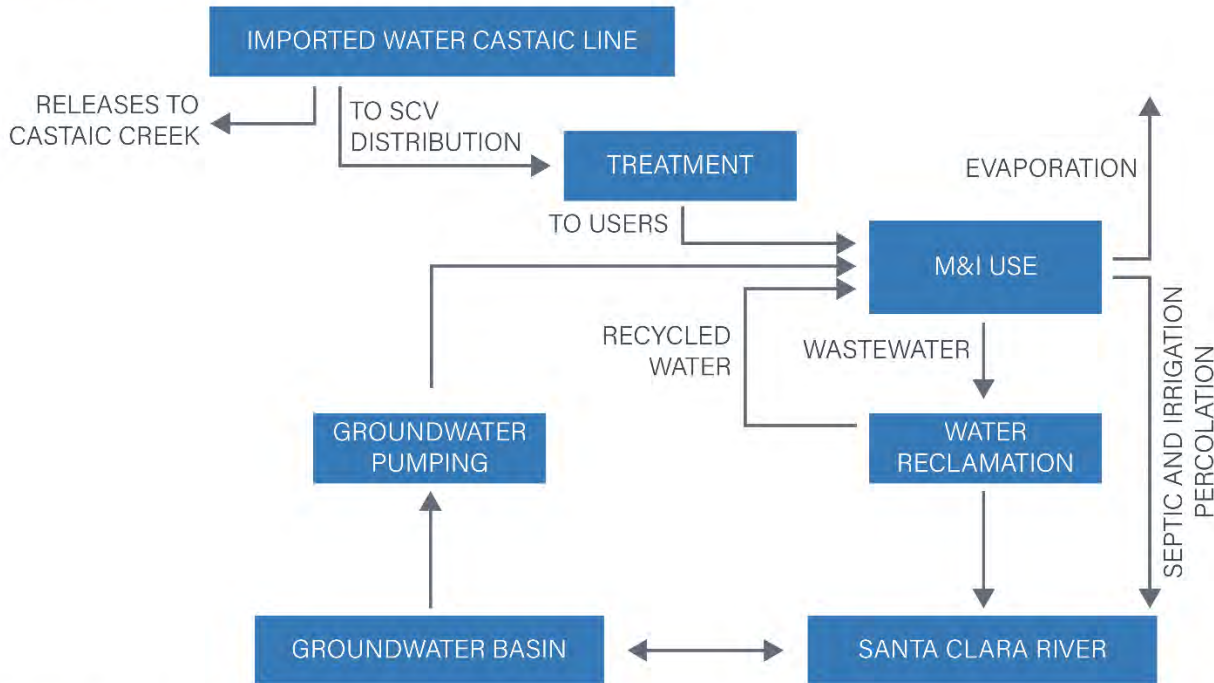 IMPORTED WATER CASTAIC LINE
RELEASES TO
CASTAIC CREEK
TO SCV
DISTRIBUTION
TREATMENT
EVAPORATION
TO USERS
M&I USE
RECYCLED
WATER
WASTEWATER
SEPTIC AND IRRIGATION
PERCOLATION
GROUNDWATER
PUMPING
WATER
RECLAMATION
GROUNDWATER BASIN
SANTA CLARA RIVER